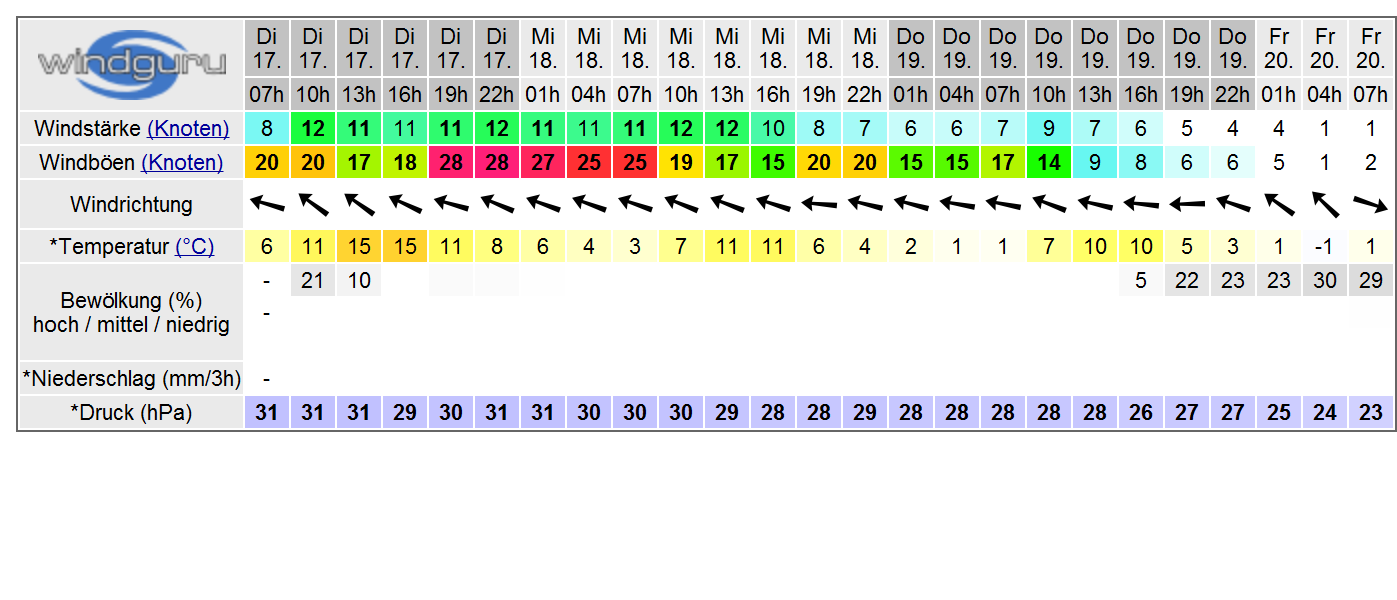 windguru Di Di Di Di Di Di Mi Mi Mi Mi Mi Mi Mi Mi Do Do Do Do Do Do Do Do Fr Fr Fr
17. 17. 17. 17. 17. 17. 18. 18. 18. 18. 18. 18. 18. 18. 19. 19. 19. 19. 19. 19. 19. 19. 20. 20. 20.
07h 10h 13h 16h 19h 22h 01h 04h 07h 10h 13h 16h 19h 22h 01h 04h 07h 10h 13h 16h 19h 22h 01h 04h 07h
Windstärke (Knoten) 8 12 11 11 11 12 11 11 11 12 12 10 8 7 6 6 7 9 7 6 5 4 4 1 1
Windböen (Knoten) 20 20 17 18 28 28 27 25 25 19 17 15 20 20 15 15 17 14 9 8 6 6 5 1 2
Windrichtung
*Temperatur (°C) 6 11 15 15 11 8 6 4 3 7 11 11 6 4 2 1 1 7 10 10 5 3 1 -1 1
- 21 10 5 22 23 23 30 29
Bewölkung (%)
-
hoch / mittel / niedrig
*Niederschlag (mm/3h) -
*Druck (hPa) 31 31 31 29 30 31 31 30 30 30 29 28 28 29 28 28 28 28 28 26 27 27 25 24 23